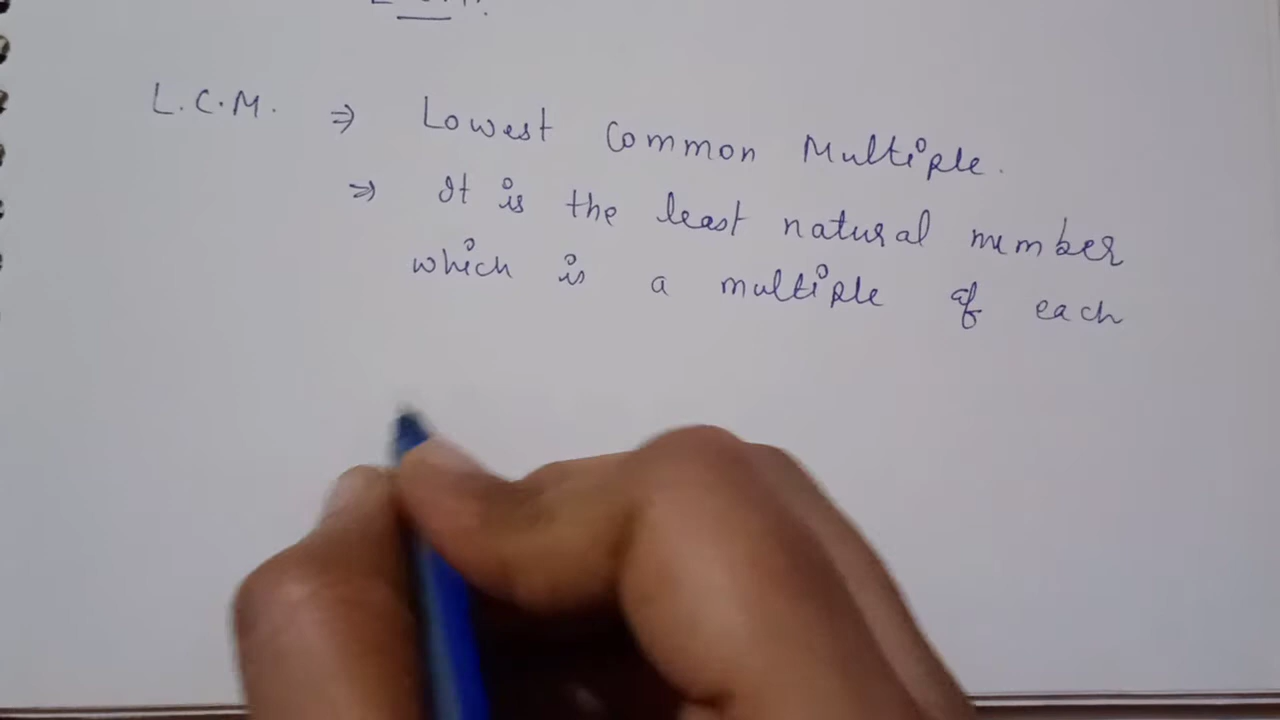 L.C.M. ⇒ Lowest Common Multiple.
⇒ It is the least natural number
which is a multiple of each